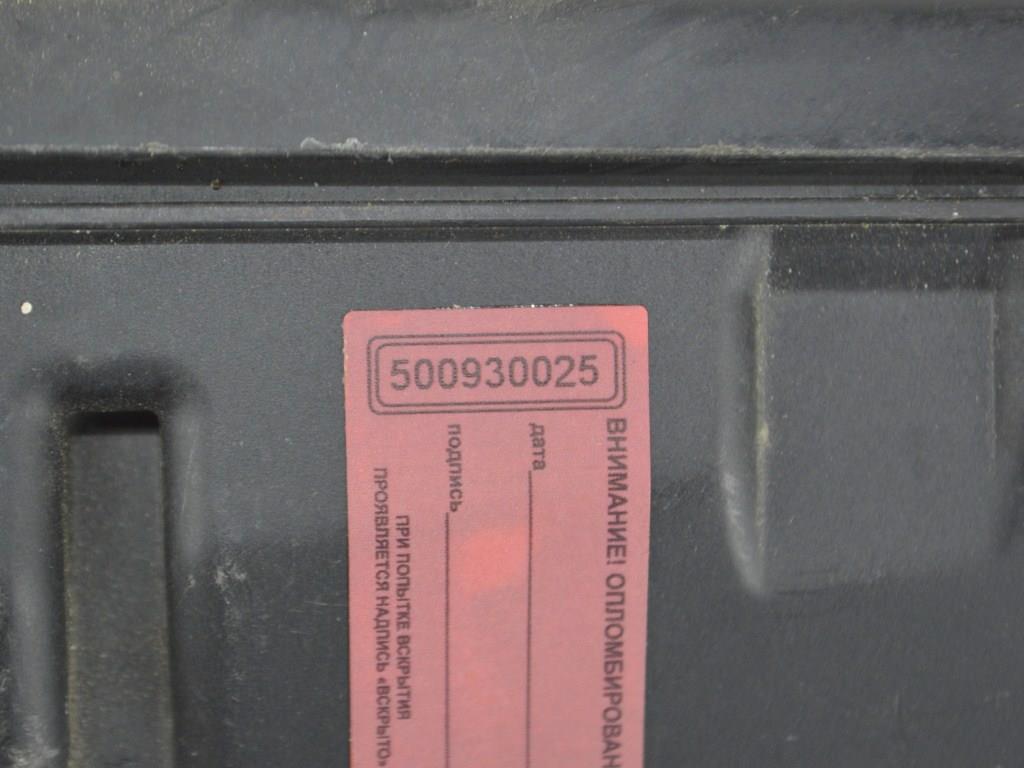 500930025
ВНИМАНИЕ! ОПЛОМБИРОВАН
дата
подпись
ПРИ ПОПЫТКЕ ВСКРЫТИЯ
ПРОЯВЛЯЕТСЯ НАДПИСЬ «ВСКРЫТО»